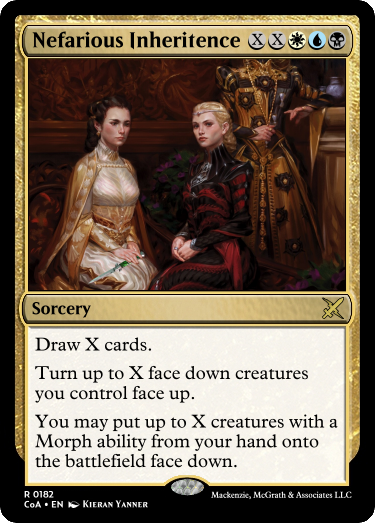 Nefarious Inheritence X X
Sorcery
Draw X cards.
Turn up to X face down creatures
you control face up.
You may put up to X creatures with a
Morph ability from your hand onto
the battlefield face down.
R 0182
CoA • EN Kieran Yanner
Mackenzie, McGrath & Associates LLC